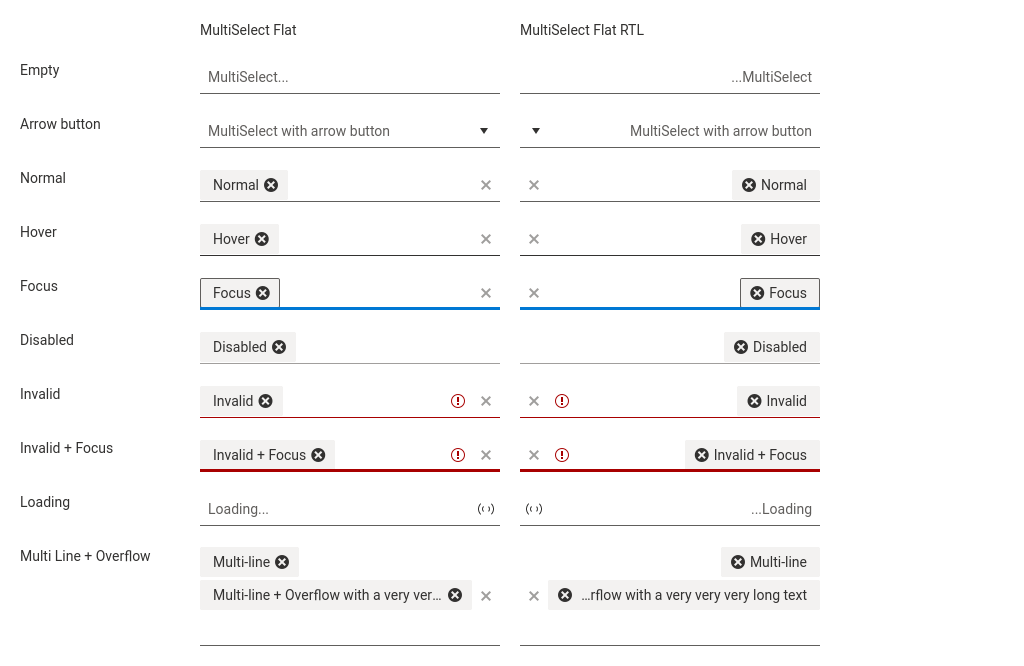 MultiSelect Flat MultiSelect Flat RTL
Empty MultiSelect... ...MultiSelect
Arrow button MultiSelect with arrow button MultiSelect with arrow button
Normal Normal Normal
Hover Hover Hover
Focus Focus Focus
Disabled Disabled Disabled
Invalid Invalid Invalid
Invalid + Focus Invalid + Focus Invalid + Focus
Loading Loading... ...Loading
Multi Line + Overflow Multi-line Multi-line
Multi-line + Overflow with a very ver... ...rflow with a very very very long text